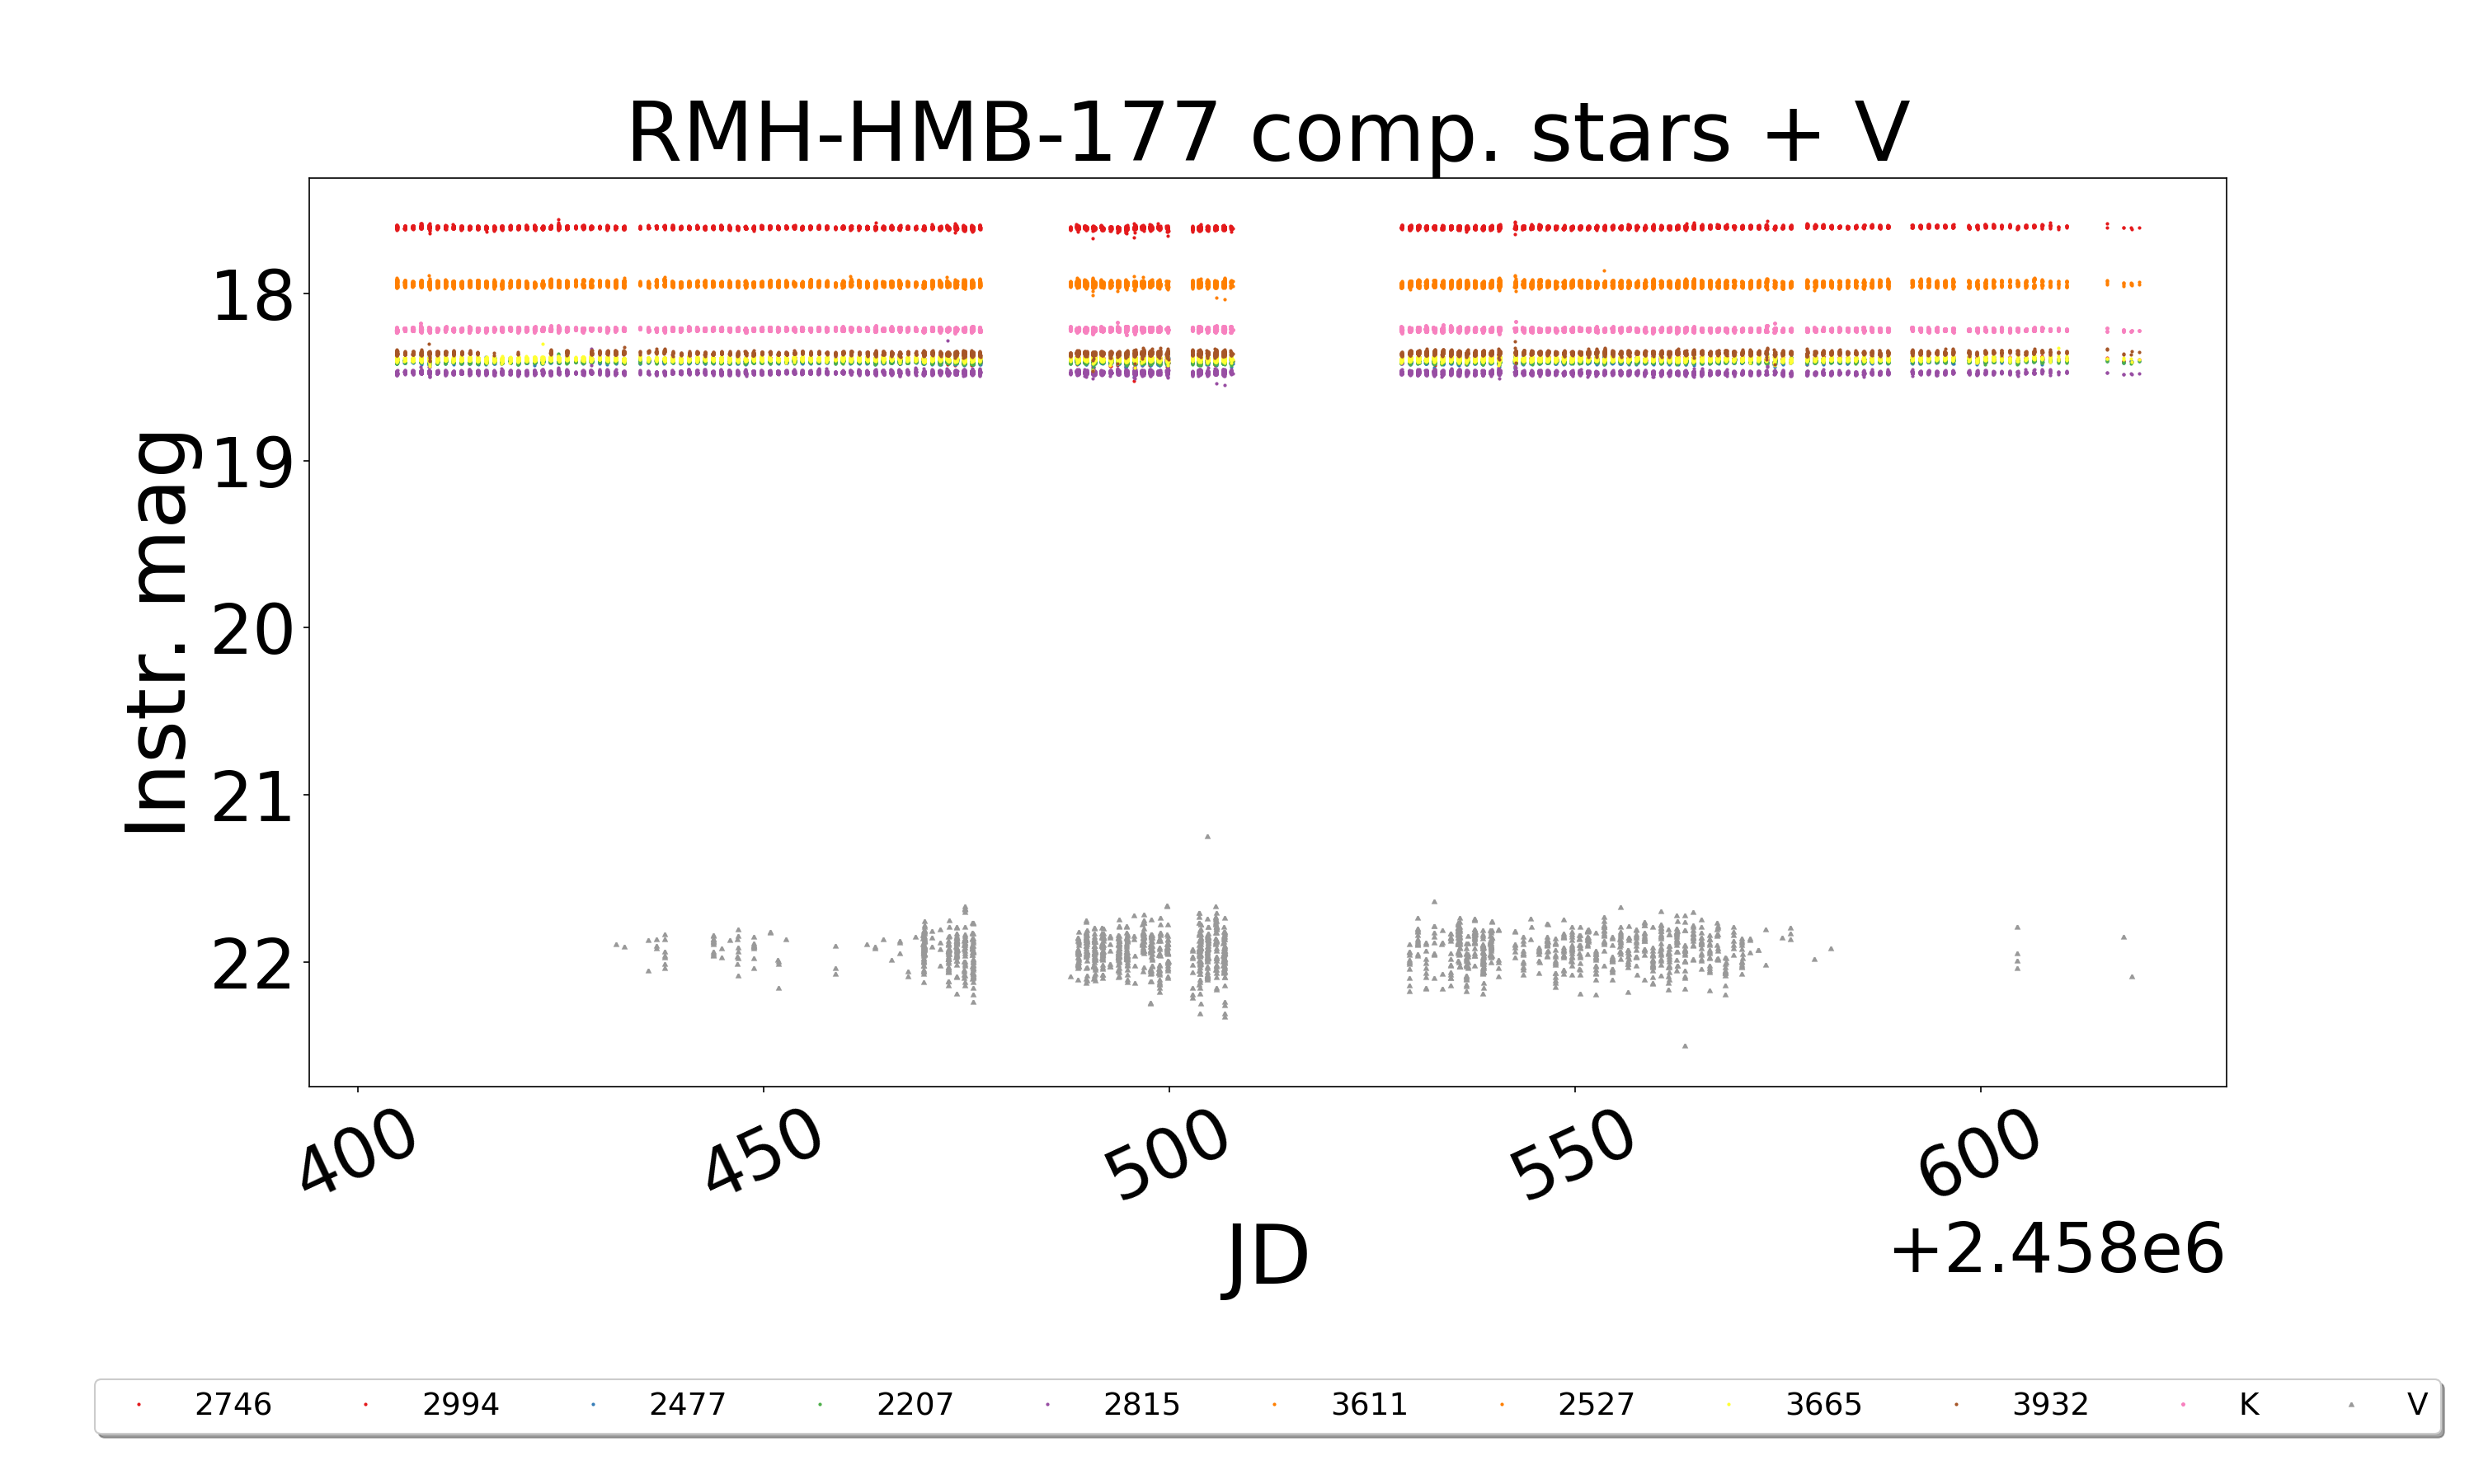 RMH-HMB-177 comp. stars + V
Instr. mag
18
19
20
21
22
400 450 500 550 600
JD
+2.458e6
2746 2994 2477 2207 2815 3611 2527 3665 3932 K V